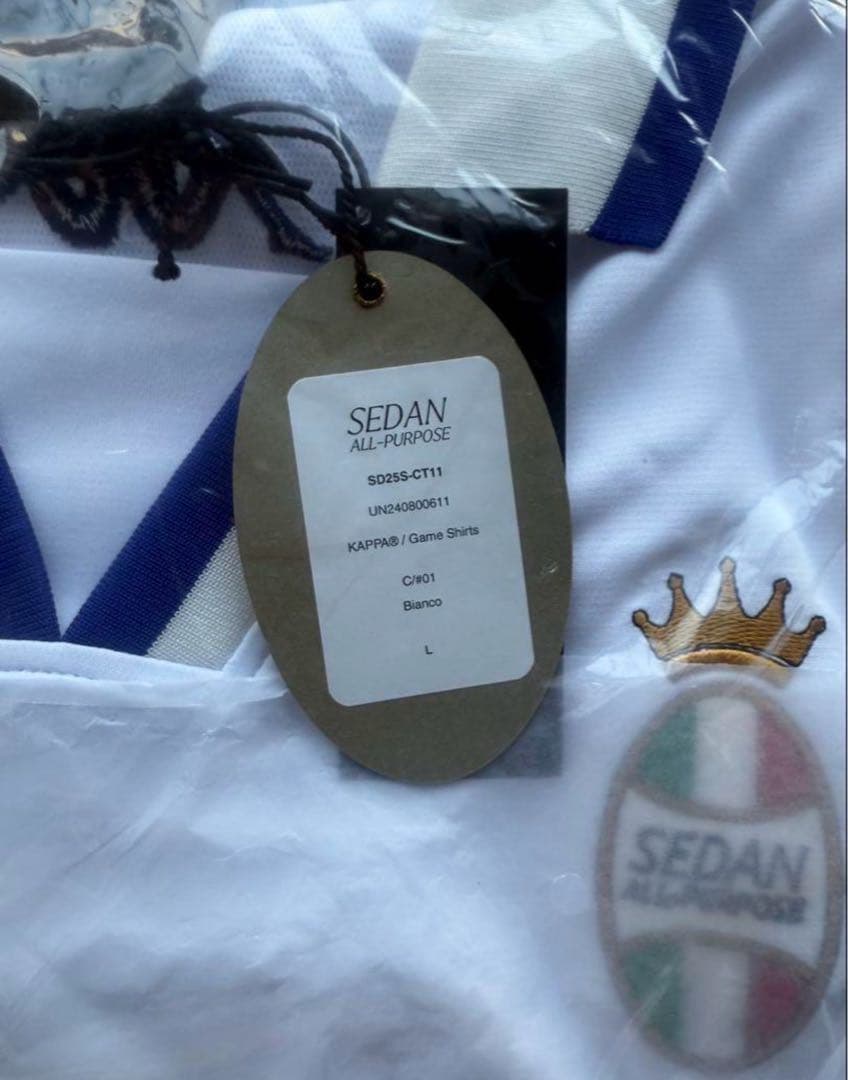 SEDAN
ALL-PURPOSE
SD25S-CT11
UN240800611
KAPPA® / Game Shirts
C/#01
Bianco
L
SEDAN
ALL-PURPOSE